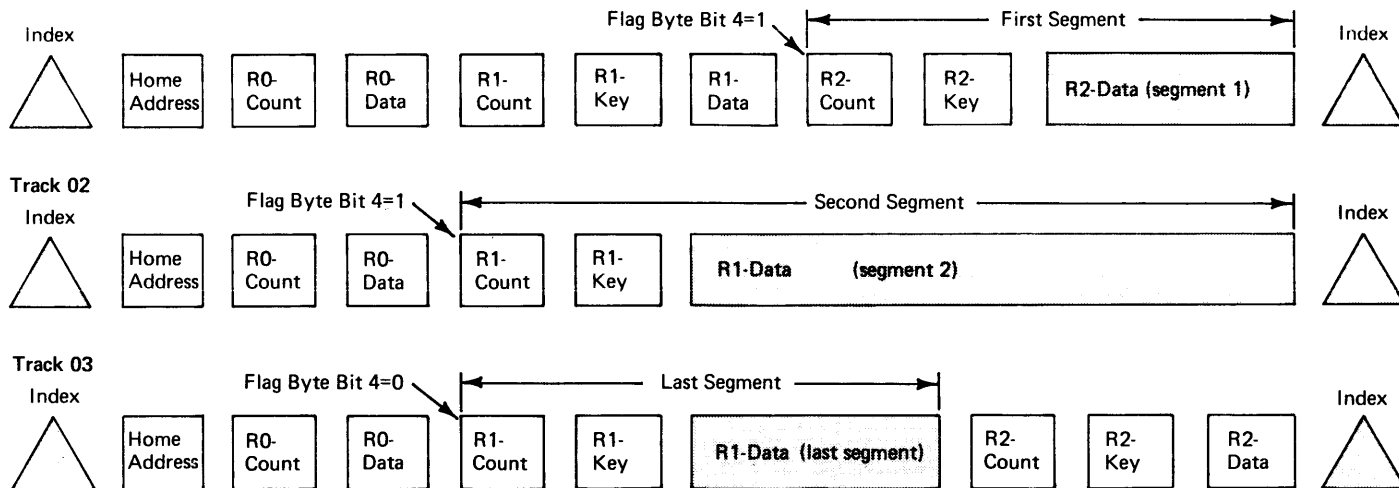 Flag Byte Bit 4=1
First Segment
Index
Index
Home
Address
R0-
Count
R0-
Data
R1-
Count
R1-
Key
R1-
Data
R2-
Count
R2-
Key
R2-Data (segment 1)
Track 02
Index
Flag Byte Bit 4=1
Second Segment
Index
Home
Address
R0-
Count
R0-
Data
R1-
Count
R1-
Key
R1-Data (segment 2)
Track 03
Index
Flag Byte Bit 4=0
Last Segment
Index
Home
Address
R0-
Count
R0-
Data
R1-
Count
R1-
Key
R1-Data (last segment)
R2-
Count
R2-
Key
R2-
Data